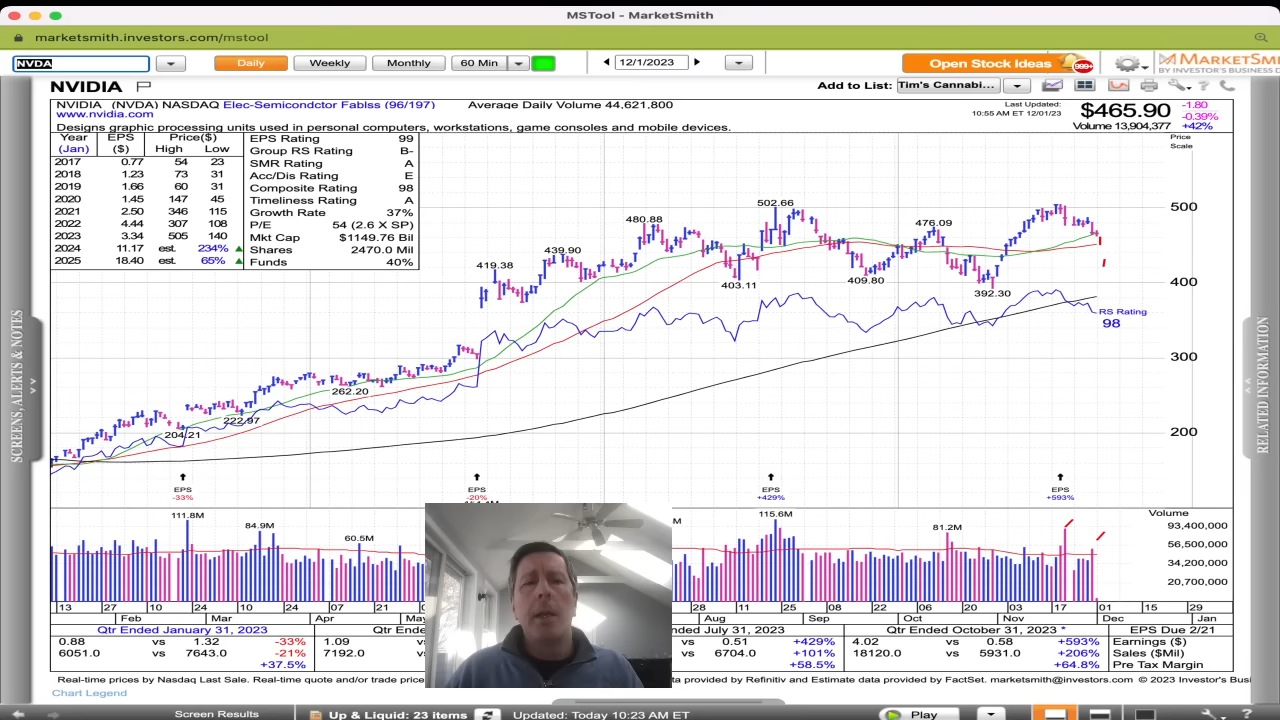 MSTool - MarketSmith
marketsmith.investors.com/mstool
NVDA Daily Weekly Monthly 60 Min 12/1/2023 Open Stock Ideas 999+ MARKETSMI
BY INVESTOR'S BUSINESS D
NVIDIA Add to List: Tim's Cannabi...
NVIDIA (NVDA) NASDAQ Elec-Semicondctor Fablss (96/197) Average Daily Volume 44,621,800
www.nvidia.com
Designs graphic processing units used in personal computers, workstatidns, game consoles and mobile devices.
Last Updated:
10:55 AM ET 12/01/23
$465.90 -1.80
-0.39%
Volume 13,904,377 +42%
Year EPS Price($)
(Jan) ($) High Low
2017 0.77 54 23
2018 1.23 73 31
2019 1.66 60 31
2020 1.45 147 45
2021 2.50 346 115
2022 4.44 307 108
2023 3.34 505 140
2024 11.17 est. 234%
2025 18.40 est. 65%
EPS Rating 99
Group RS Rating B-
SMR Rating A
Acc/Dis Rating E
Composite Rating 98
Timeliness Rating A
Growth Rate 37%
P/E 54 (2.6 X SP)
Mkt Cap $1149.76 Bil
Shares 2470.0 Mil
Funds 40%
Price
Scale
500
400
300
200
502.66
480.88
476.09
439.90
419.38
403.11
409.80
392.30
RS Rating
98
262.20
222.97
204.21
EPS EPS EPS EPS
-33% -20% +429% +593%
Volume
111.8M 84.9M 60.5M M 115.6M 81.2M
93,400,000
56,500,000
34,200,000
20,700,000
13 27 10 24 10 24 07 21 0 28 11 25 08 22 06 20 03 17 01 15 29
Feb Mar Apr May Aug Sep Oct Nov Dec Jan
Qtr Ended January 31, 2023 Qtr En ded July 31, 2023 Qtr Ended October 31, 2023 * EPS Due 2/21
0.88 vs 1.32 -33% 1.09 0.51 +429% 4.02 vs 0.58 +593% Earnings ($)
6051.0 vs 7643.0 -21% 7192.0 vs 6704.0 +101% 18120.0 vs 5931.0 +206% Sales ($Mil)
+37.5% +58.5% +64.8% Pre Tax Margin
Real-time prices by Nasdaq Last Sale. Real-time quote and/or trade price ta provided by Refinitiv and Estimate data provided by FactSet. marketsmith@investors.com © 2023 Investor's Busi
Chart Legend
SCREENS, ALERTS & NOTES
RELATED INFORMATION
Screen Results Up & Liquid: 23 items Updated: Today 10:23 AM ET Play